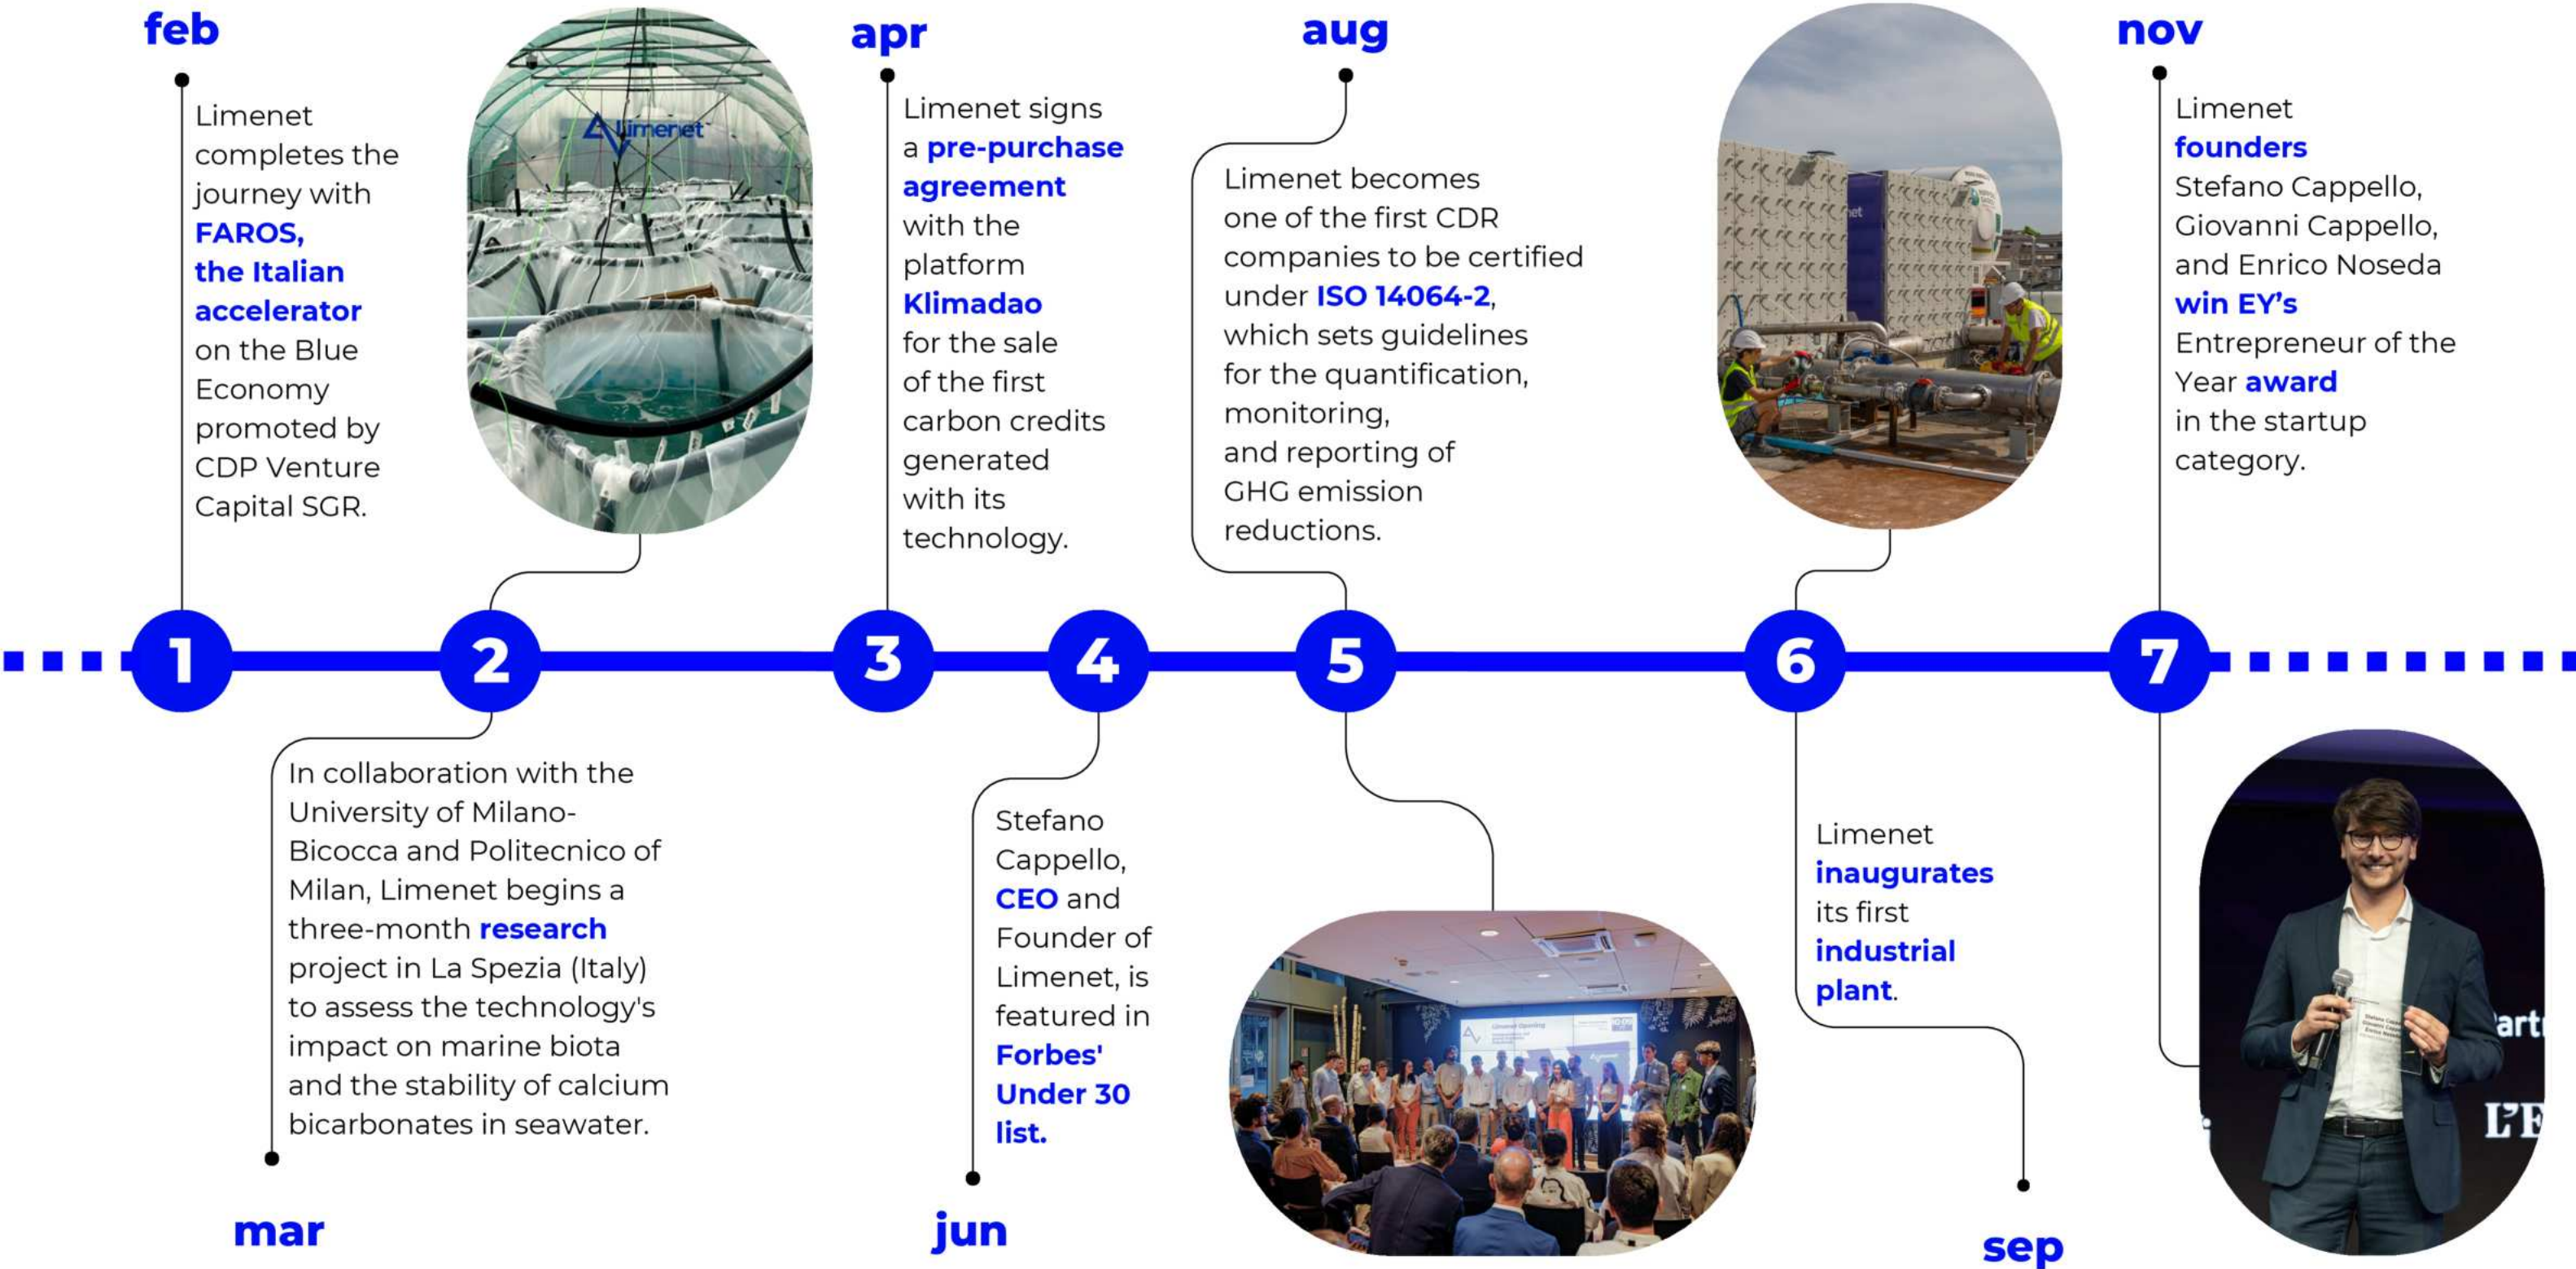 feb
Limenet
completes the
journey with
FAROS,
the Italian
accelerator
on the Blue
Economy
promoted by
CDP Venture
Capital SGR.
Limenet
apr
Limenet signs
a pre-purchase
agreement
with the
platform
Klimadao
for the sale
of the first
carbon credits
generated
with its
technology.
aug
Limenet becomes
one of the first CDR
companies to be certified
under ISO 14064-2,
which sets guidelines
for the quantification,
monitoring,
and reporting of
GHG emission
reductions.
net
nov
Limenet
founders
Stefano Cappello,
Giovanni Cappello,
and Enrico Noseda
win EY’s
Entrepreneur of the
Year award
in the startup
category.
1
2
3
4
5
6
7
In collaboration with the
University of Milano-
Bicocca and Politecnico of
Milan, Limenet begins a
three-month research
project in La Spezia (Italy)
to assess the technology's
impact on marine biota
and the stability of calcium
bicarbonates in seawater.
mar
Stefano
Cappello,
CEO and
Founder of
Limenet, is
featured in
Forbes'
Under 30
list.
jun
Limenet Opening
Limenet
inaugurates
its first
industrial
plant.
sep
art
L’E